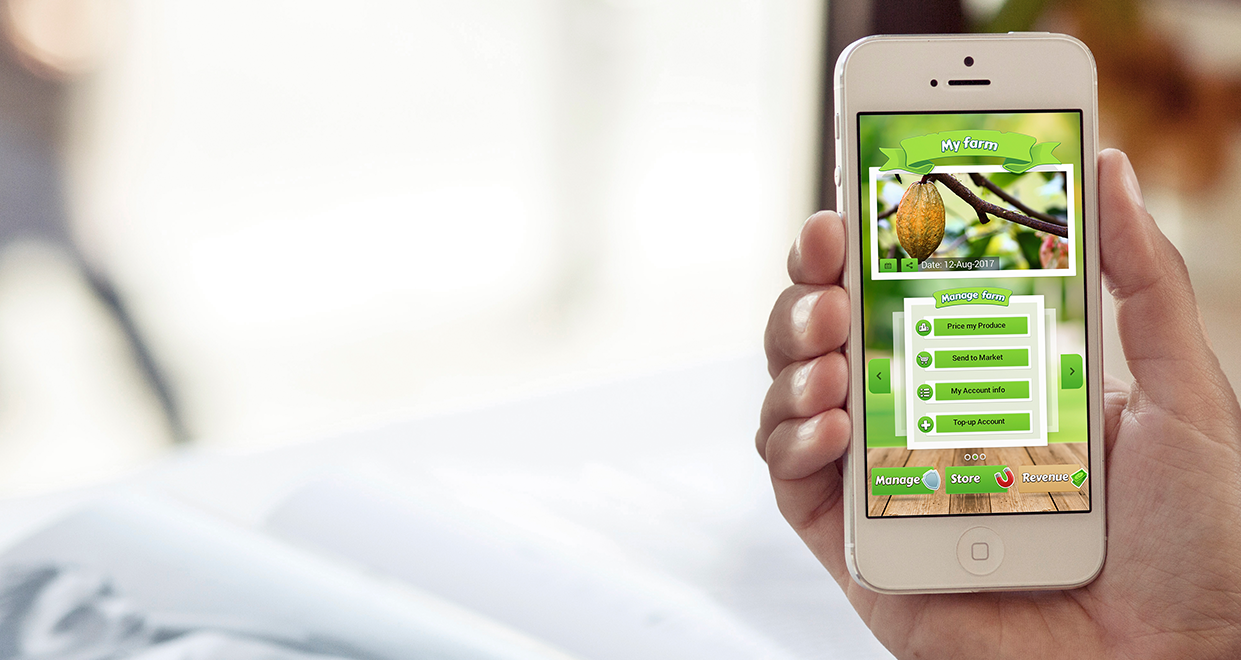 My farm
Date: 12-Aug-2017
Manage farm
Price my Produce
Send to Market
My Account info
Top-up Account
Manage
Store
Revenue